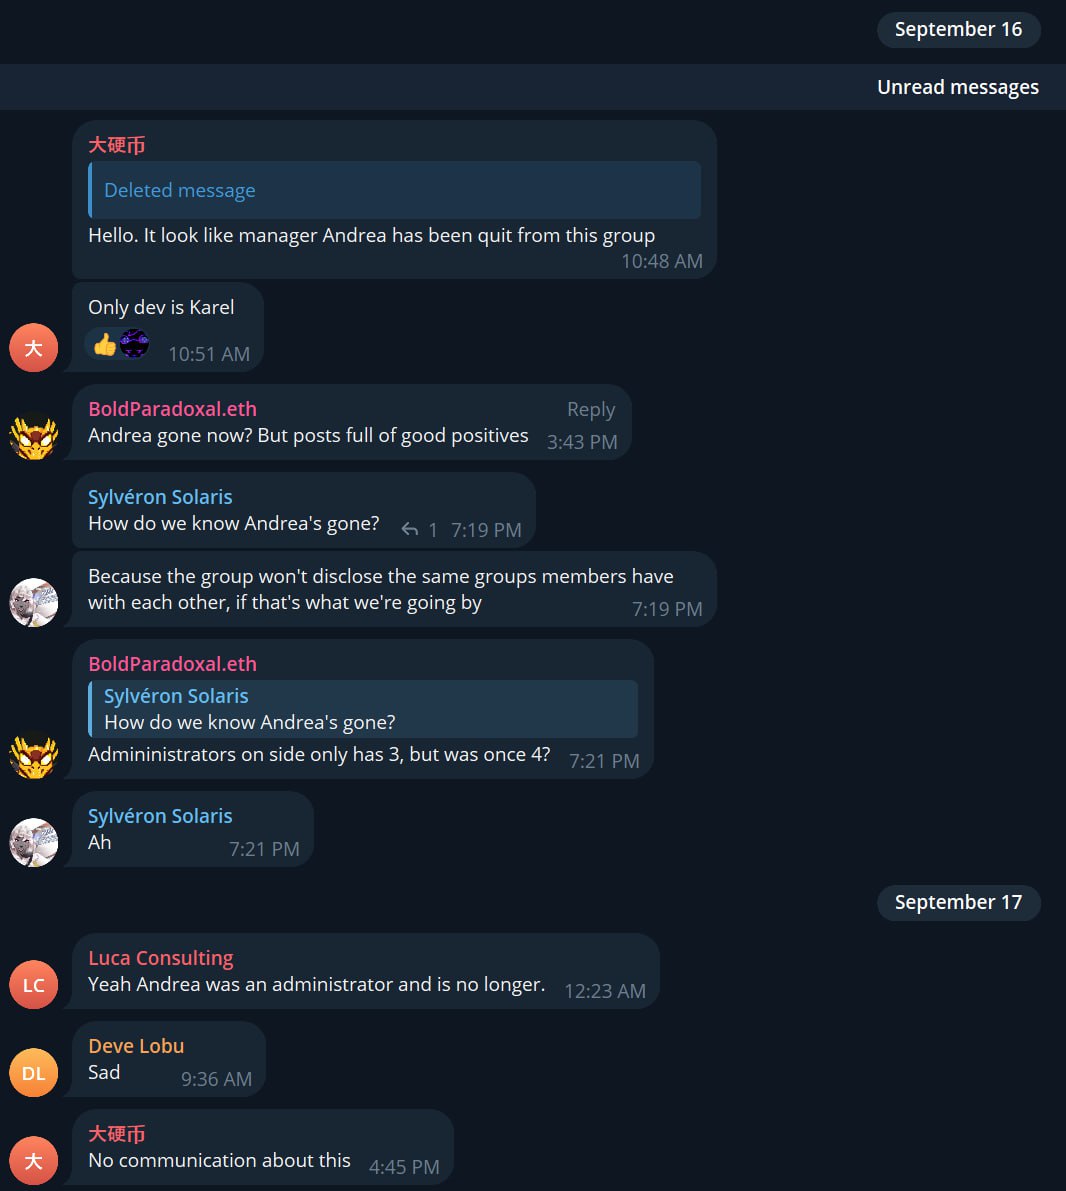 September 16
Unread messages
大硬币
Deleted message
Hello. It look like manager Andrea has been quit from this group
10:48 AM
Only dev is Karel
👍 10:51 AM
大
BoldParadoxal.eth Reply
Andrea gone now? But posts full of good positives 3:43 PM
Sylvéron Solaris
How do we know Andrea's gone? 1 7:19 PM
Because the group won't disclose the same groups members have
with each other, if that's what we're going by 7:19 PM
BoldParadoxal.eth
Sylvéron Solaris
How do we know Andrea's gone?
Admininistrators on side only has 3, but was once 4? 7:21 PM
Sylvéron Solaris
Ah 7:21 PM
September 17
Luca Consulting
LC Yeah Andrea was an administrator and is no longer. 12:23 AM
Deve Lobu
DL Sad 9:36 AM
大硬币
大 No communication about this 4:45 PM